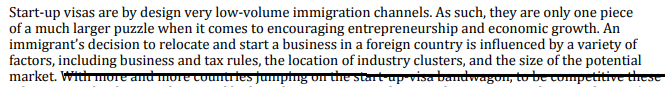 Start-up visas are by design very low-volume immigration channels. As such, they are only one piece
of a much larger puzzle when it comes to encouraging entrepreneurship and economic growth. An
immigrant's decision to relocate and start a business in a foreign country is influenced by a variety of
factors, including business and tax rules, the location of industry clusters, and the size of the potential
market. With more and more countries jumping on the start-up-visa bandwagon, to be competitive these